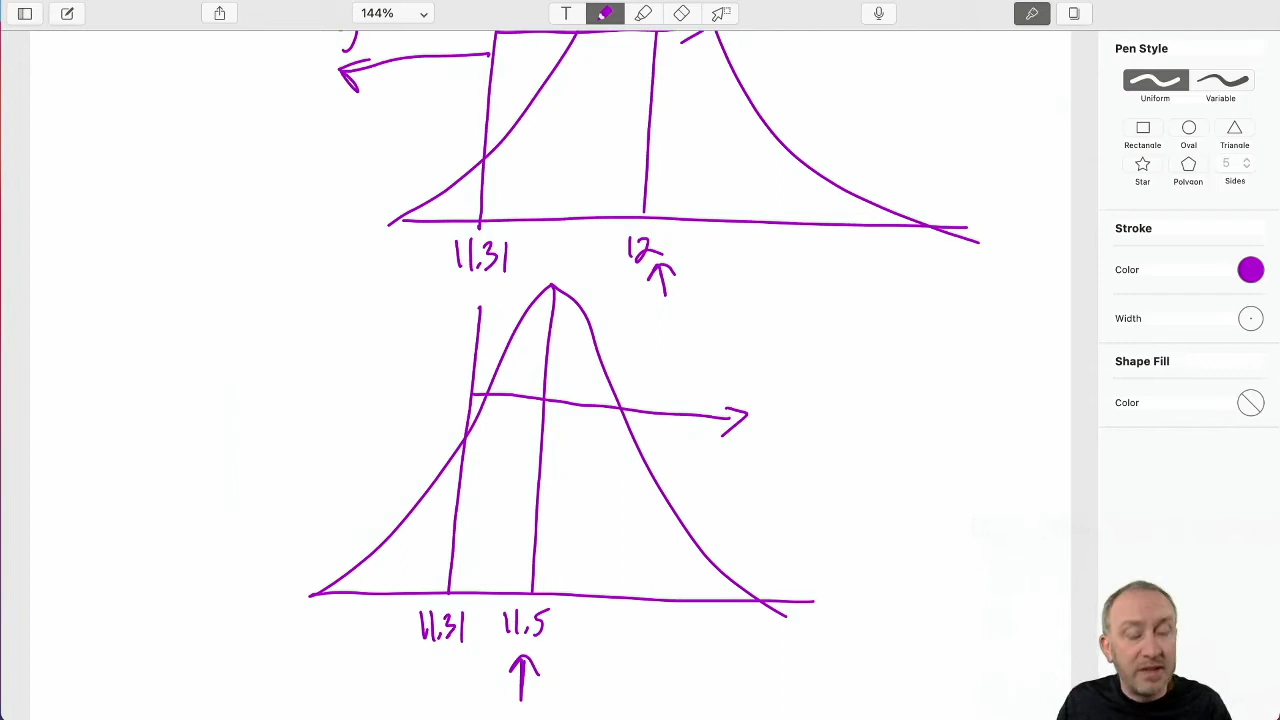 144%
T
Pen Style
Uniform Variable
Rectangle Oval Triangle
Star Polygon Sides
5
Stroke
Color
Width
Shape Fill
Color
11.31 12
11.31 11.5